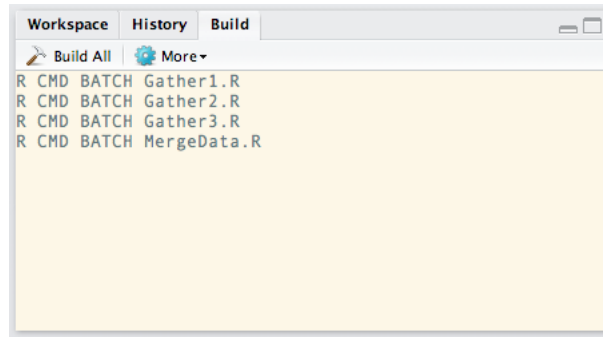 Workspace History Build
Build All More
R CMD BATCH Gather1.R
R CMD BATCH Gather2.R
R CMD BATCH Gather3.R
R CMD BATCH MergeData.R